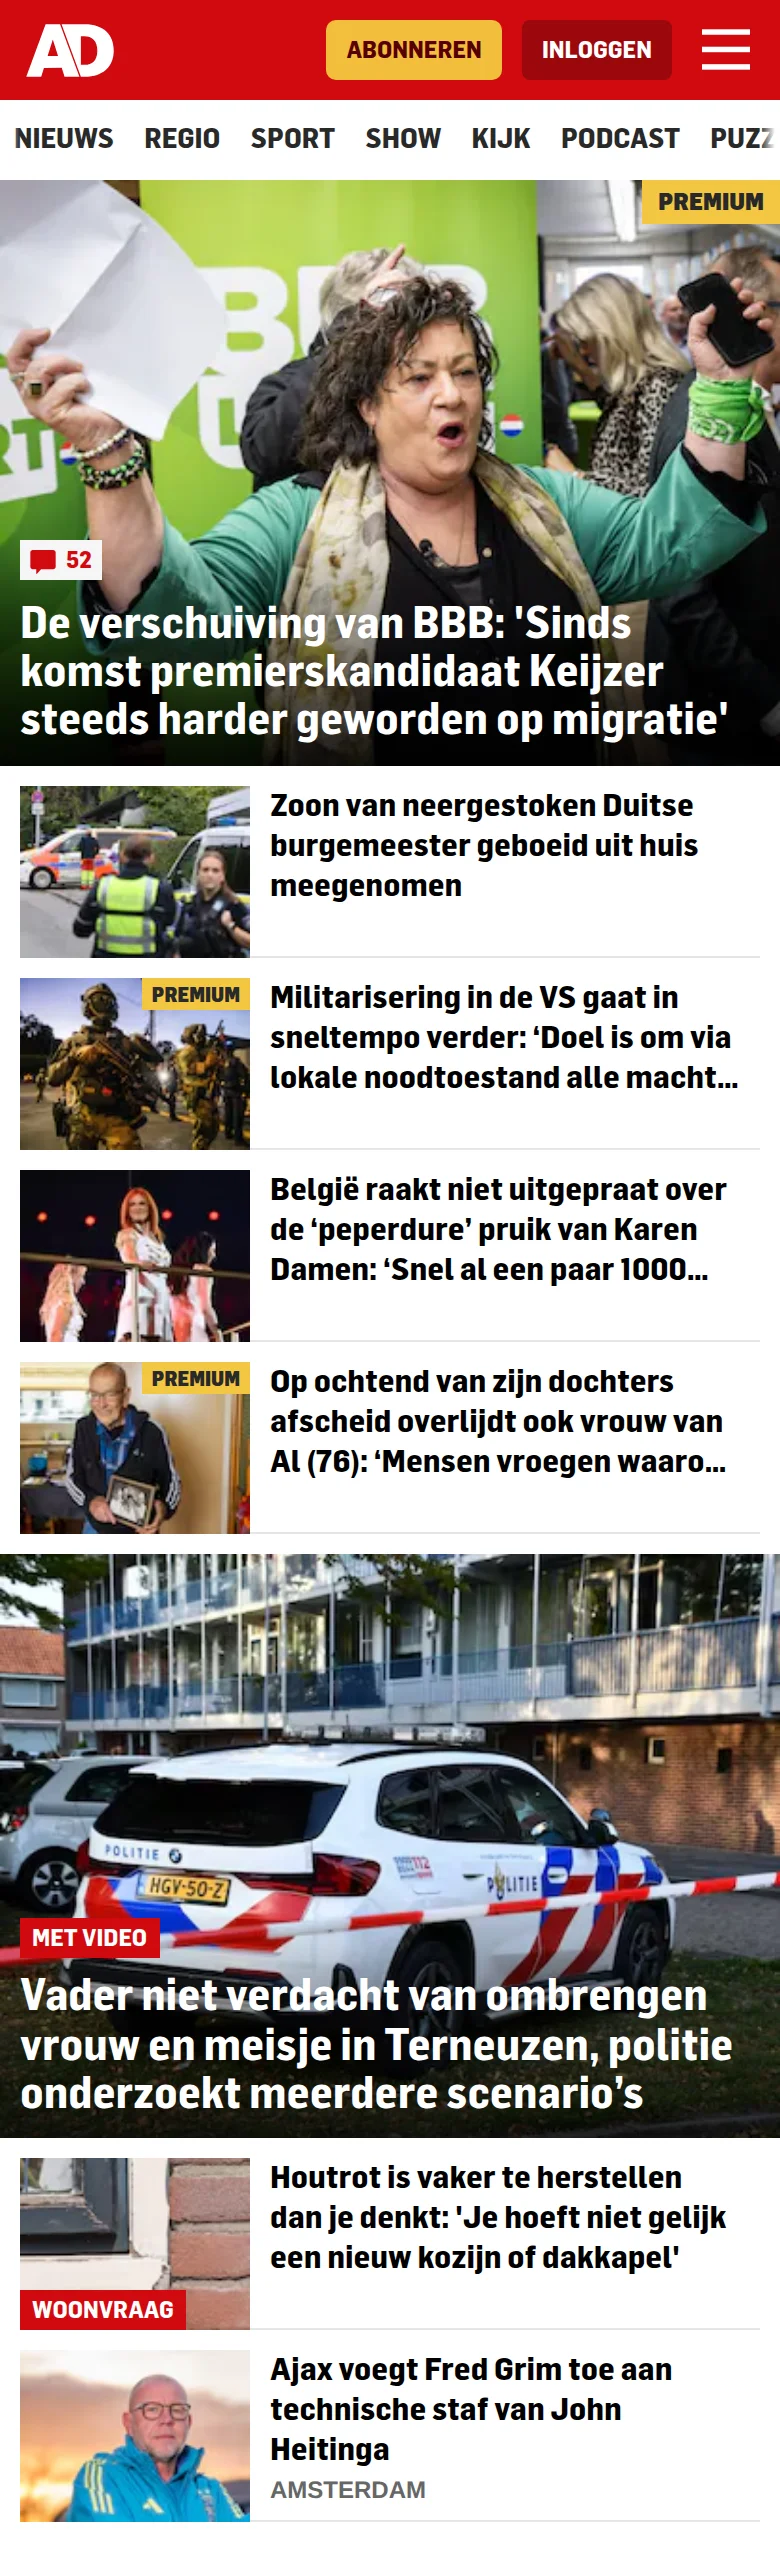 AD
ABONNEREN
INLOGGEN
NIEUWS REGIO SPORT SHOW KIJK PODCAST PUZZ
PREMIUM
BBB
RT
52
De verschuiving van BBB: 'Sinds
komst premierskandidaat Keijzer
steeds harder geworden op migratie'
Zoon van neergestoken Duitse
burgemeester geboeid uit huis
meegenomen
PREMIUM
Militarisering in de VS gaat in
sneltempo verder: ‘Doel is om via
lokale noodtoestand alle macht...
België raakt niet uitgepraat over
de ‘peperdure’ pruik van Karen
Damen: ‘Snel al een paar 1000...
PREMIUM
Op ochtend van zijn dochters
afscheid overlijdt ook vrouw van
Al (76): ‘Mensen vroegen waaro...
POLITIE
HGV-50-Z
112
POLITIE
MET VIDEO
Vader niet verdacht van ombrengen
vrouw en meisje in Terneuzen, politie
onderzoekt meerdere scenario’s
Houtrot is vaker te herstellen
dan je denkt: 'Je hoeft niet gelijk
een nieuw kozijn of dakkapel'
WOONVRAAG
Ajax voegt Fred Grim toe aan
technische staf van John
Heitinga
AMSTERDAM